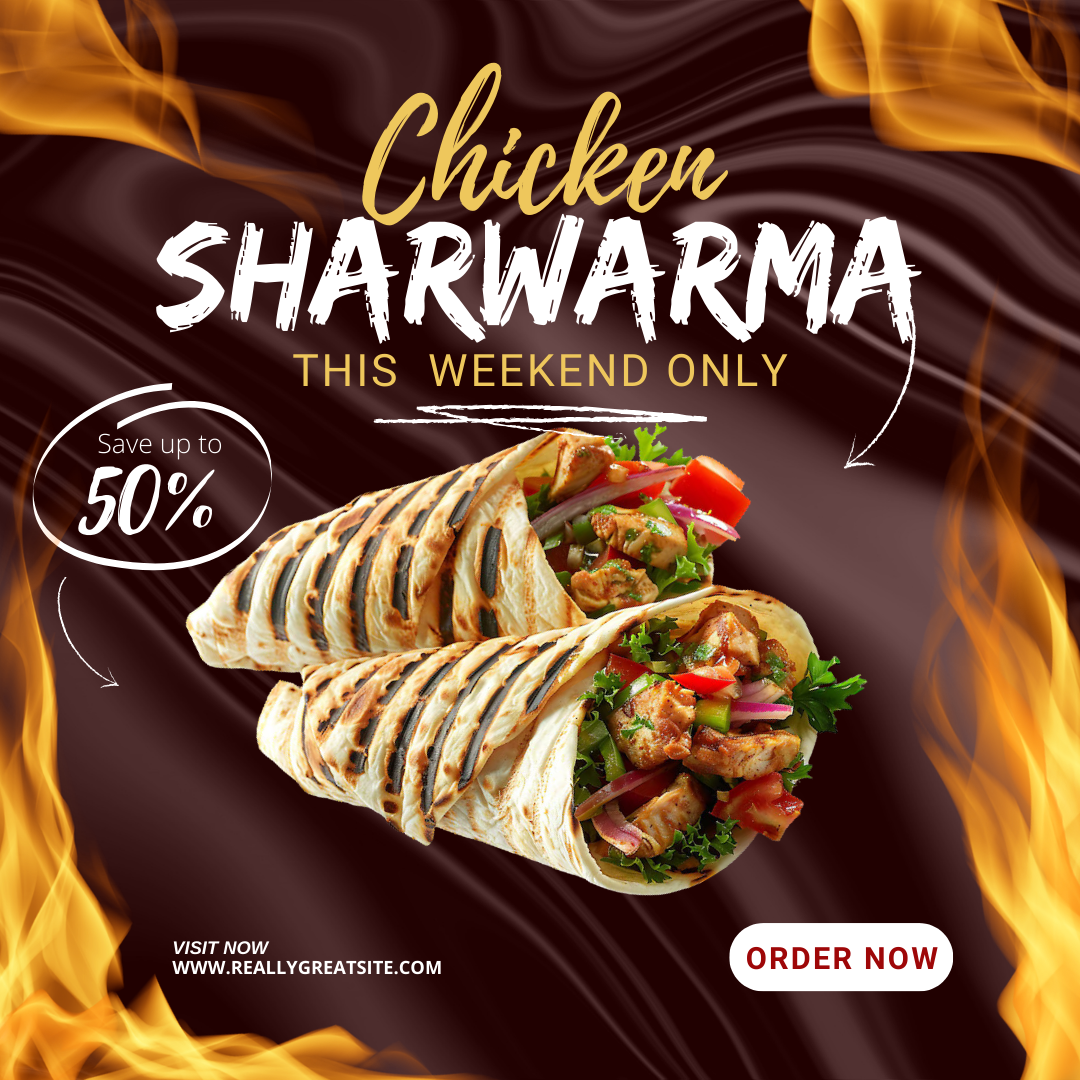 Chicken
SHARWARMA
THIS WEEKEND ONLY
Save up to
50%
VISIT NOW
WWW.REALLYGREATSITE.COM
ORDER NOW